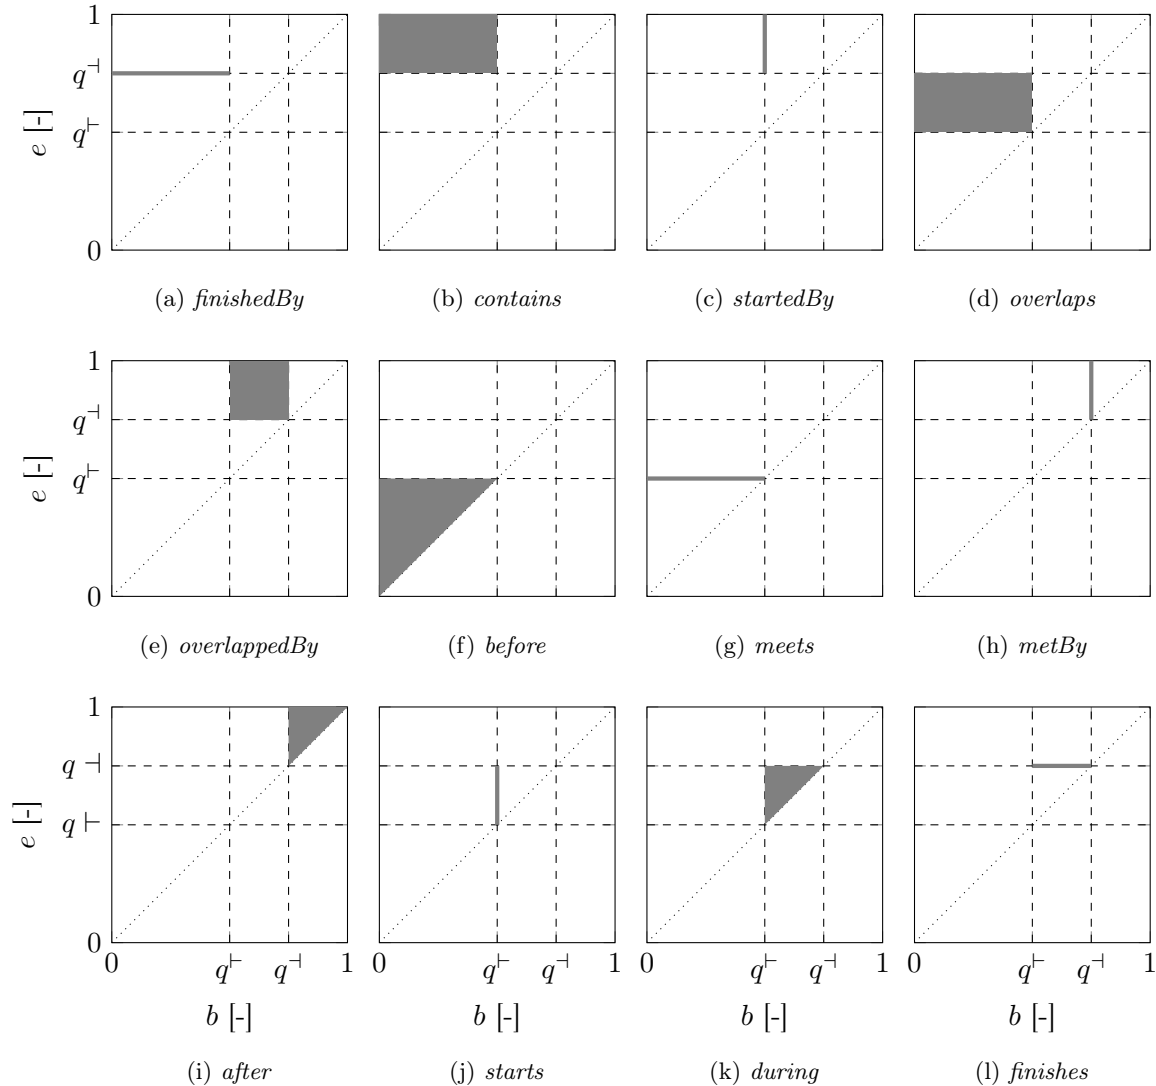 1
q⊣
q⊢
e [-]
0
(a) finishedBy (b) contains (c) startedBy (d) overlaps
1
q⊣
q⊢
e [-]
0
(e) overlappedBy (f) before (g) meets (h) metBy
1
q ⊣
q ⊢
e [-]
0
0 q⊢ q⊣ 1 0 q⊢ q⊣ 1 0 q⊢ q⊣ 1 0 q⊢ q⊣ 1
b [-] b [-] b [-] b [-]
(i) after (j) starts (k) during (l) finishes